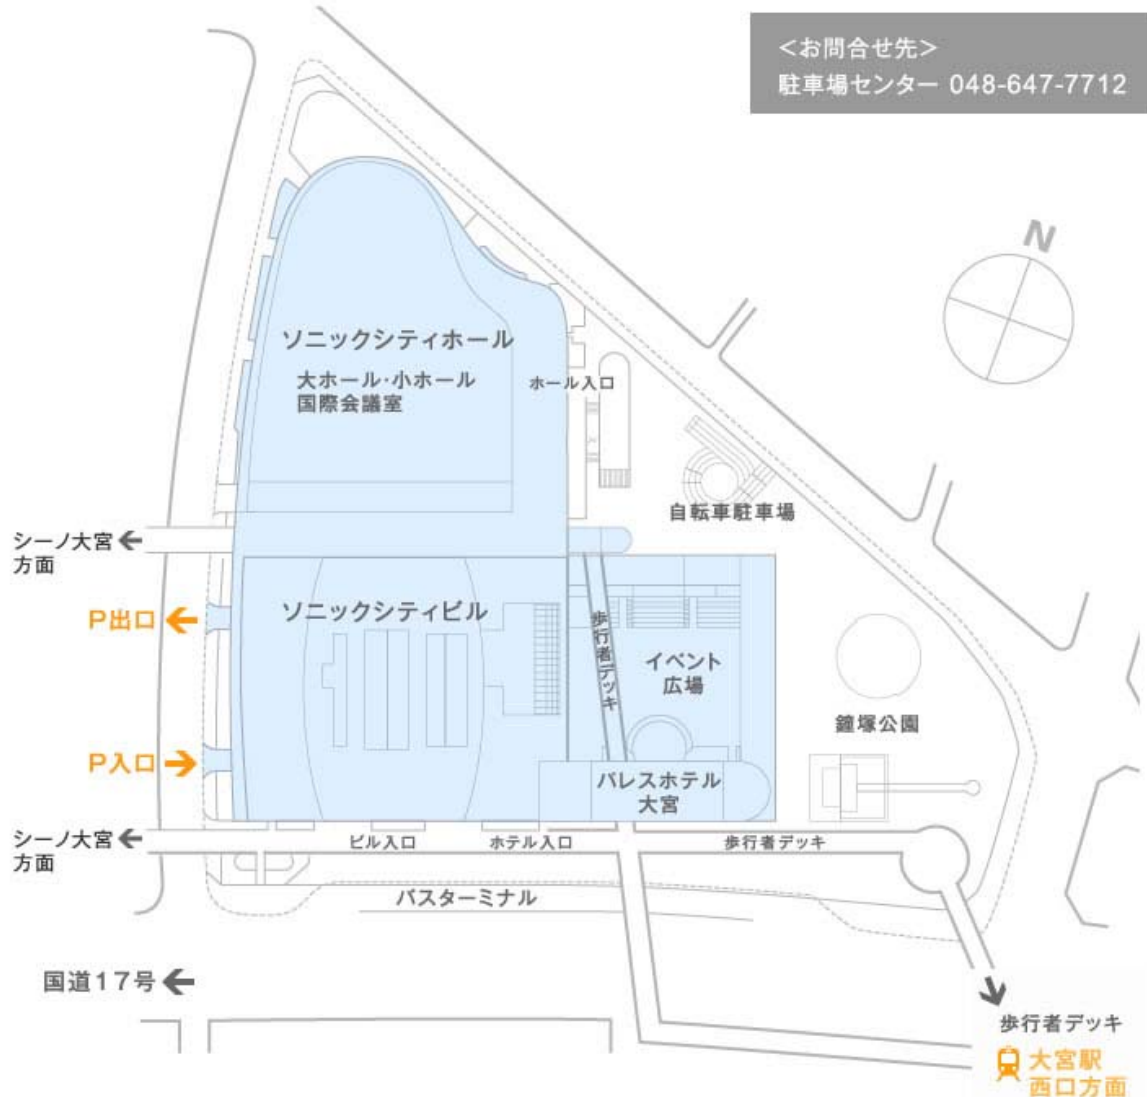 <お問合せ先>
駐車場センター 048-647-7712
N
ソニックシティホール
大ホール・小ホール
国際会議室
ホール入口
自転車駐車場
シーノ大宮
方面
P出口
ソニックシティビル
歩行者デッキ
イベント
広場
鐘塚公園
P入口
パレスホテル
大宮
シーノ大宮
方面
ビル入口
ホテル入口
歩行者デッキ
バスターミナル
国道17号
歩行者デッキ
大宮駅
西口方面